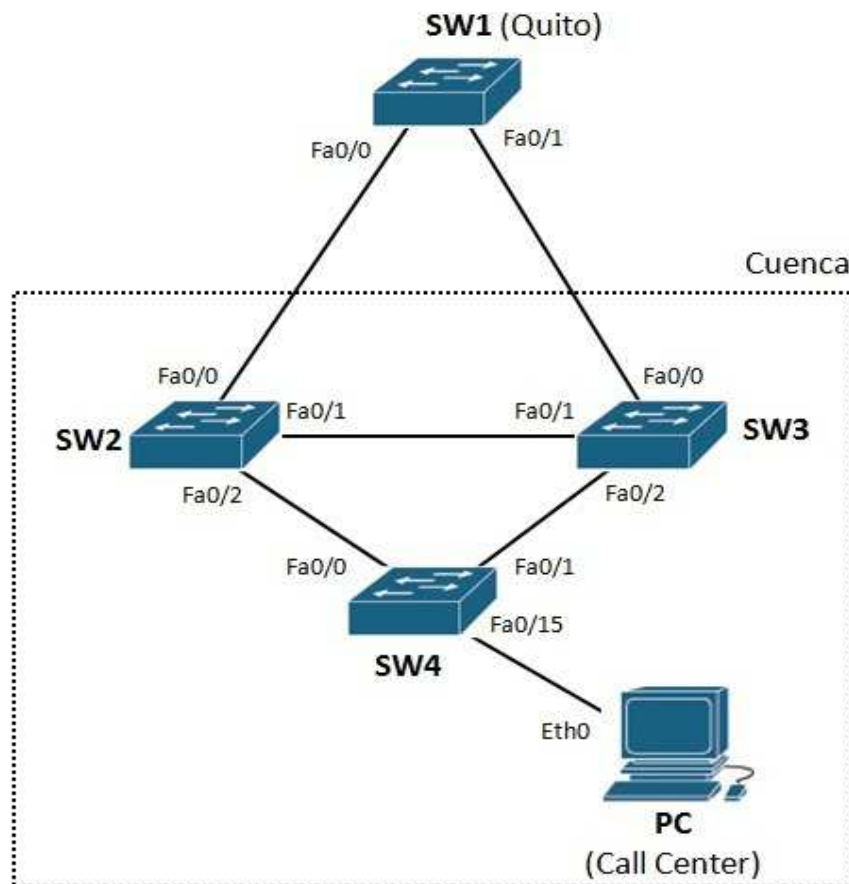 SW1 (Quito)
Fa0/0
Fa0/1
Cuenca
Fa0/0
Fa0/0
SW2
Fa0/1
Fa0/1
SW3
Fa0/2
Fa0/2
Fa0/0
Fa0/1
Fa0/15
SW4
Eth0
PC
(Call Center)